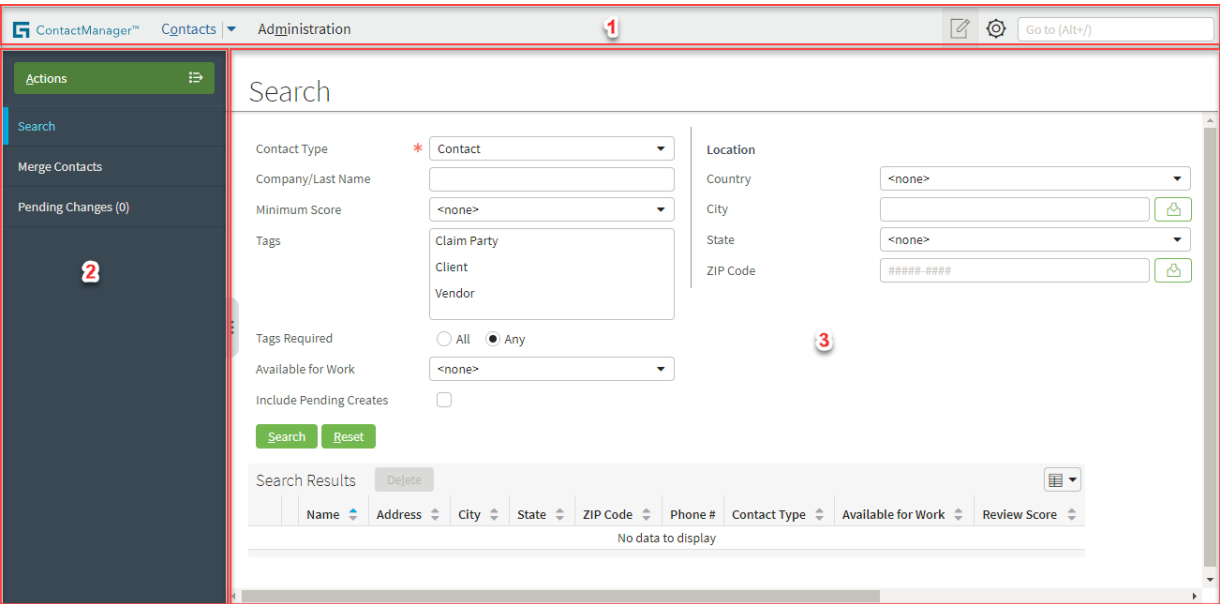 ContactManager™ Contacts Administration 1 Go to (Alt+/)
Actions
Search
Merge Contacts
Pending Changes (0)
2
Search
Contact Type * Contact
Company/Last Name
Minimum Score <none>
Tags Claim Party
Client
Vendor
Tags Required All Any
Available for Work <none>
Include Pending Creates
Search Reset
Location
Country <none>
City
State <none>
ZIP Code #####-####
3
Search Results Delete
Name Address City State ZIP Code Phone # Contact Type Available for Work Review Score
No data to display